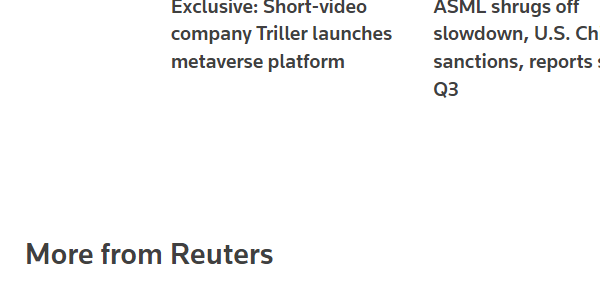 Exclusive: Short-video
company Triller launches
metaverse platform
ASML shrugs off
slowdown, U.S. Ch
sanctions, reports
Q3
More from Reuters